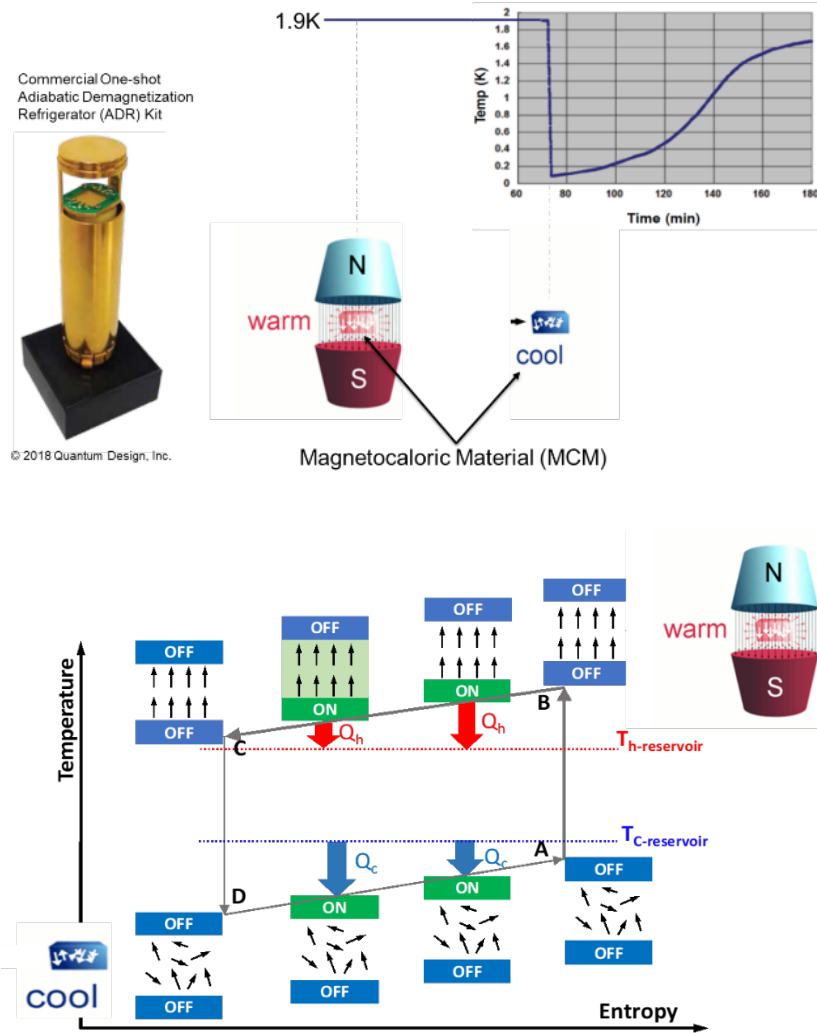 1.9K
Commercial One-shot
Adiabatic Demagnetization
Refrigerator (ADR) Kit
Temp (K)
2
1.8
1.6
1.4
1.2
1
0.8
0.6
0.4
0.2
0
60 80 100 120 140 160 180
Time (min)
N
warm
S
cool
© 2018 Quantum Design, Inc.
Magnetocaloric Material (MCM)
N
warm
S
Temperature
OFF
OFF
OFF
OFF
OFF
ON
ON
OFF
OFF
B
C
Qh
Qh
Th-reservoir
TC-reservoir
A
Qc
Qc
D
ON
ON
OFF
OFF
OFF
OFF
OFF
OFF
cool
Entropy